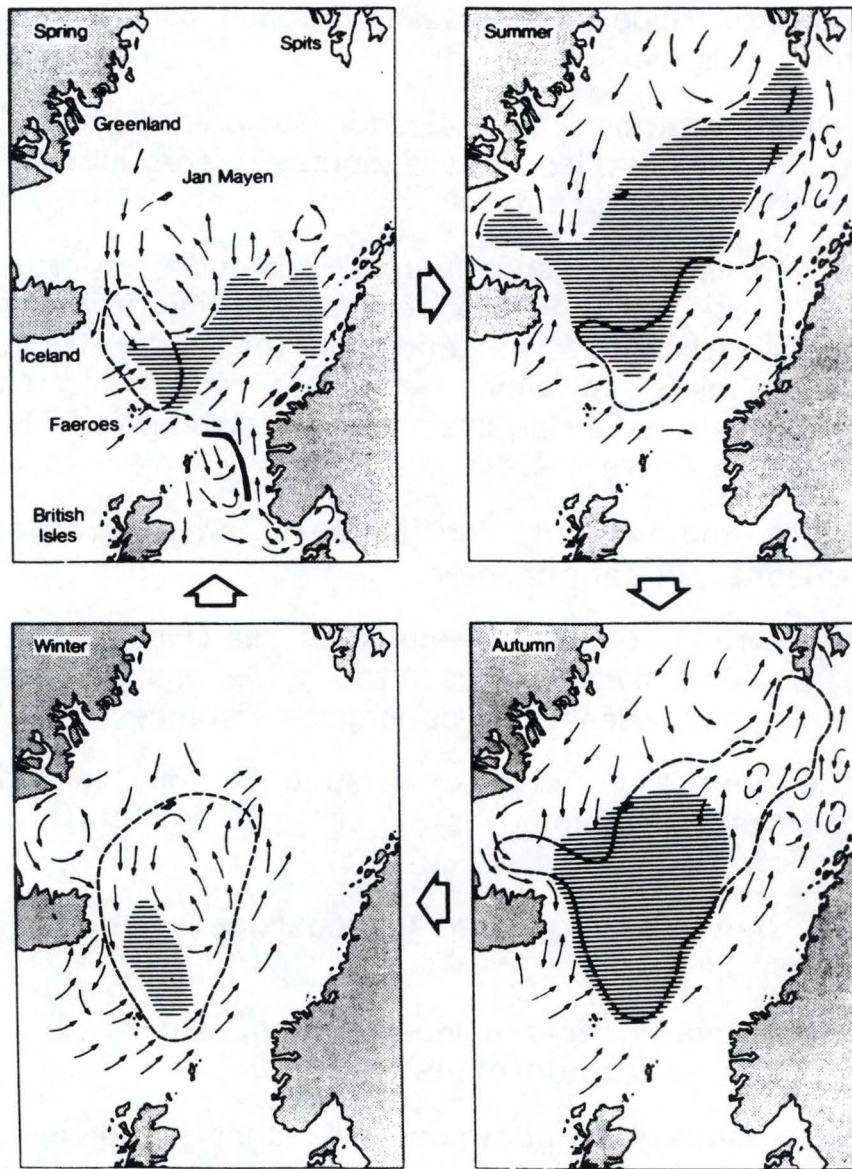 Spring
Spits
Greenland
Jan Mayen
Iceland
Faeroes
British
Isles
Summer
Winter
Autumn